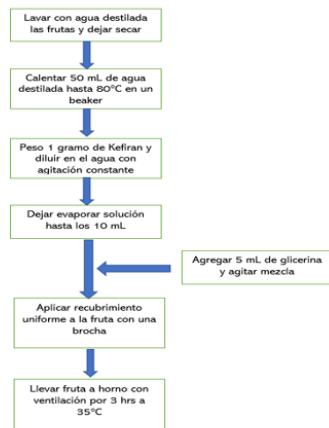 Lavar con agua destilada
las frutas y dejar secar
Calentar 50 mL de agua
destilada hasta 80°C en un
beaker
Peso 1 gramo de Kefiran y
diluir en el agua con
agitación constante
Dejar evaporar solución
hasta los 10 mL
Agregar 5 mL de glicerina
y agitar mezcla
Aplicar recubrimiento
uniforme a la fruta con una
brocha
Llevar fruta a horno con
ventilación por 3 hrs a
35°C